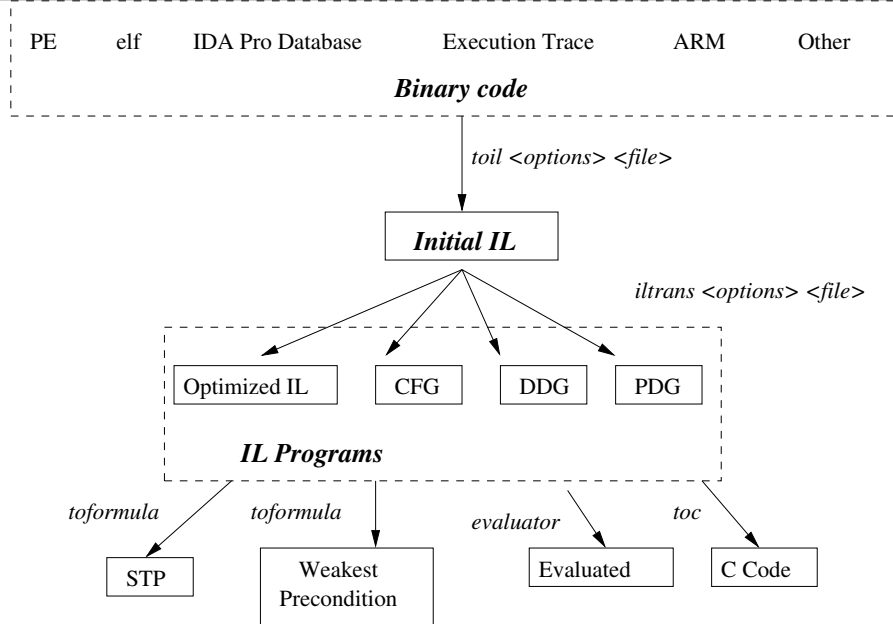 PE elf IDA Pro Database Execution Trace ARM Other
Binary code
toil <options> <file>
Initial IL
iltrans <options> <file>
Optimized IL CFG DDG PDG
IL Programs
toformula toformula evaluator toc
STP Weakest Precondition Evaluated C Code